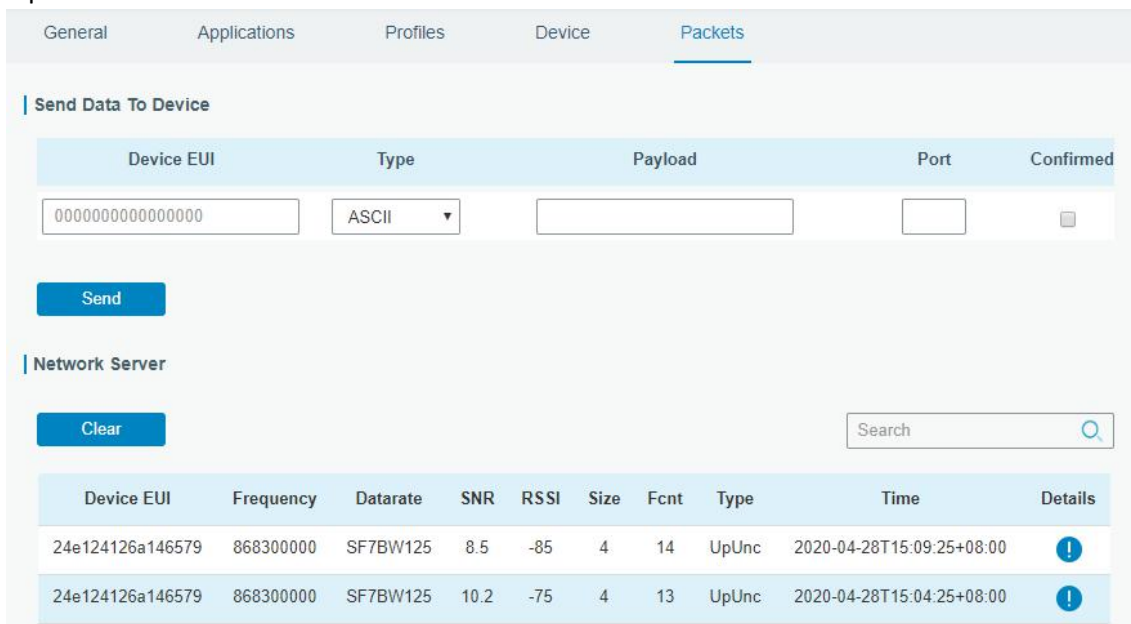 General Applications Profiles Device Packets
Send Data To Device
Device EUI Type Payload Port Confirmed
0000000000000000 ASCII
Send
Network Server
Clear Search
Device EUI Frequency Datarate SNR RSSI Size Fcnt Type Time Details
24e124126a146579 868300000 SF7BW125 8.5 -85 4 14 UpUnc 2020-04-28T15:09:25+08:00
24e124126a146579 868300000 SF7BW125 10.2 -75 4 13 UpUnc 2020-04-28T15:04:25+08:00